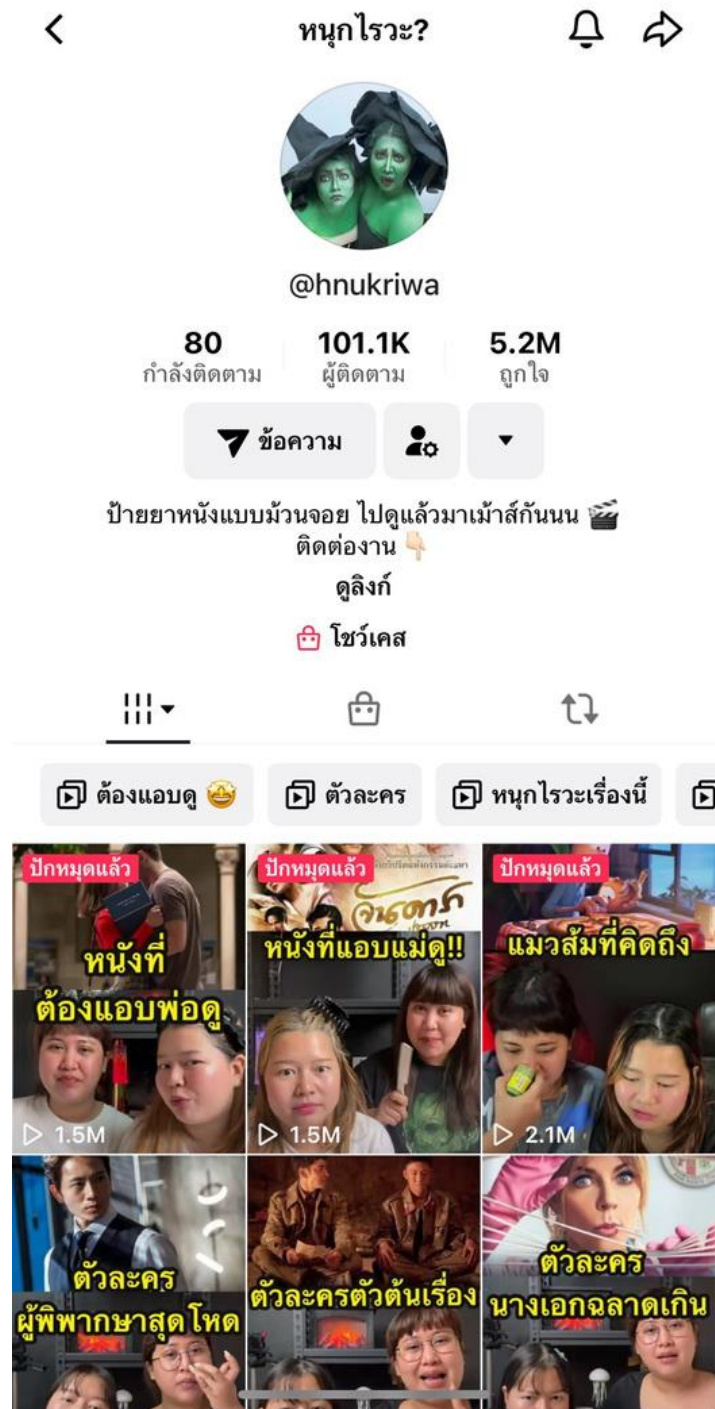 หนุกไรวะ?
@hnukriwa
80
กำลังติดตาม
101.1K
ผู้ติดตาม
5.2M
ถูกใจ
ข้อความ
ป้ายยาหนังแบบม้วนจอย ไปดูแล้วมาเม้าส์กันนน 🎬
ติดต่องาน 👇🏻
ดูลิงก์
โชว์เคส
ต้องแอบดู 🤩
ตัวละคร
หนุกไรวะเรื่องนี้
ปักหมุดแล้ว
หนังที่
ต้องแอบพ่อดู
1.5M
ปักหมุดแล้ว
จันดารา
หนังที่แอบแม่ดู!!
1.5M
ปักหมุดแล้ว
แมวส้มที่คิดถึง
2.1M
ตัวละคร
ผู้พิพากษาสุดโหด
ตัวละครตัวต้นเรื่อง
ตัวละคร
นางเอกฉลาดเกิน